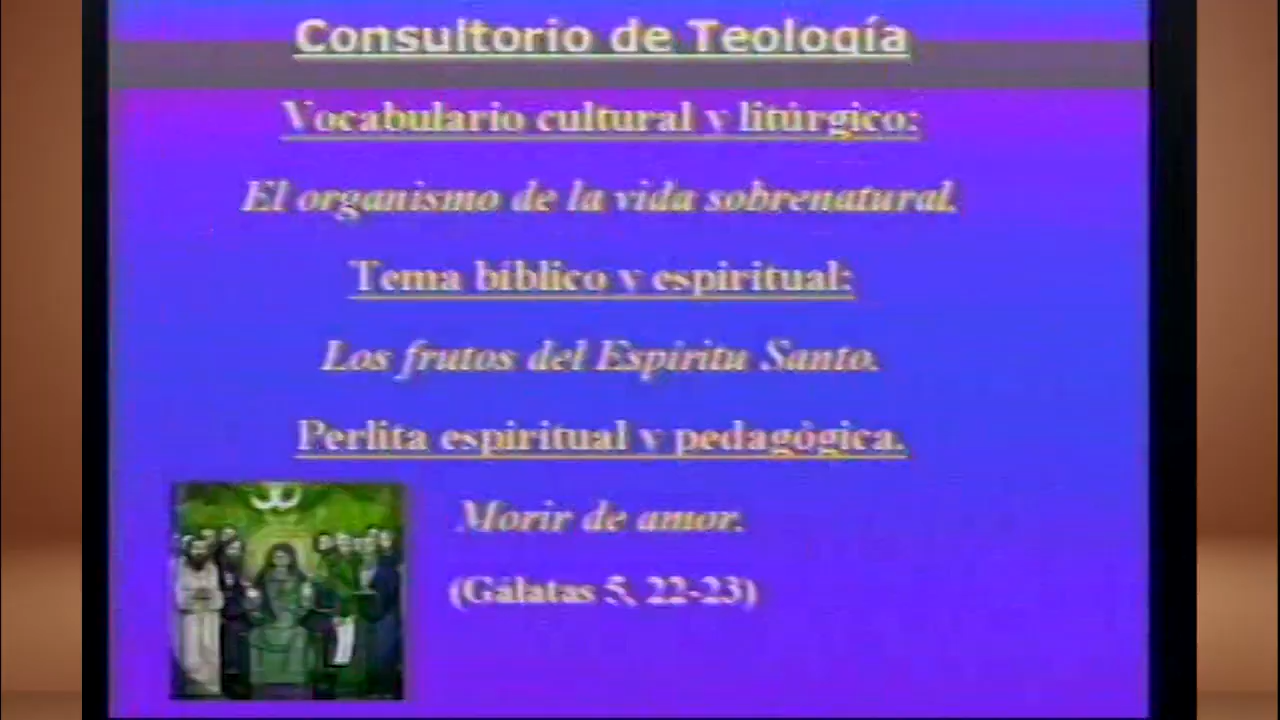 Consultorio de Teología
Vocabulario cultural y litúrgico:
El organismo de la vida sobrenatural.
Tema bíblico y espiritual:
Los frutos del Espíritu Santo.
Perlita espiritual y pedagógica.
Morir de amor.
(Gálatas 5, 22-23)